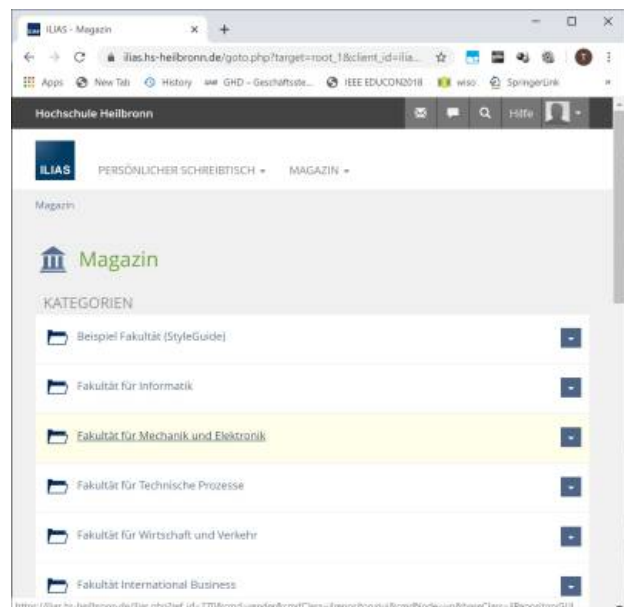 ILIAS - Magazin
ilias.hs-heilbronn.de/goto.php?target=root_1&client_id=ilia...
Apps New Tab History GHD - Geschäftsste... IEEE EDUCON2018 wiso SpringerLink »
Hochschule Heilbronn Hilfe
ILIAS PERSÖNLICHER SCHREIBTISCH MAGAZIN
Magazin
Magazin
KATEGORIEN
Beispiel Fakultät (StyleGuide)
Fakultät für Informatik
Fakultät für Mechanik und Elektronik
Fakultät für Technische Prozesse
Fakultät für Wirtschaft und Verkehr
Fakultät International Business